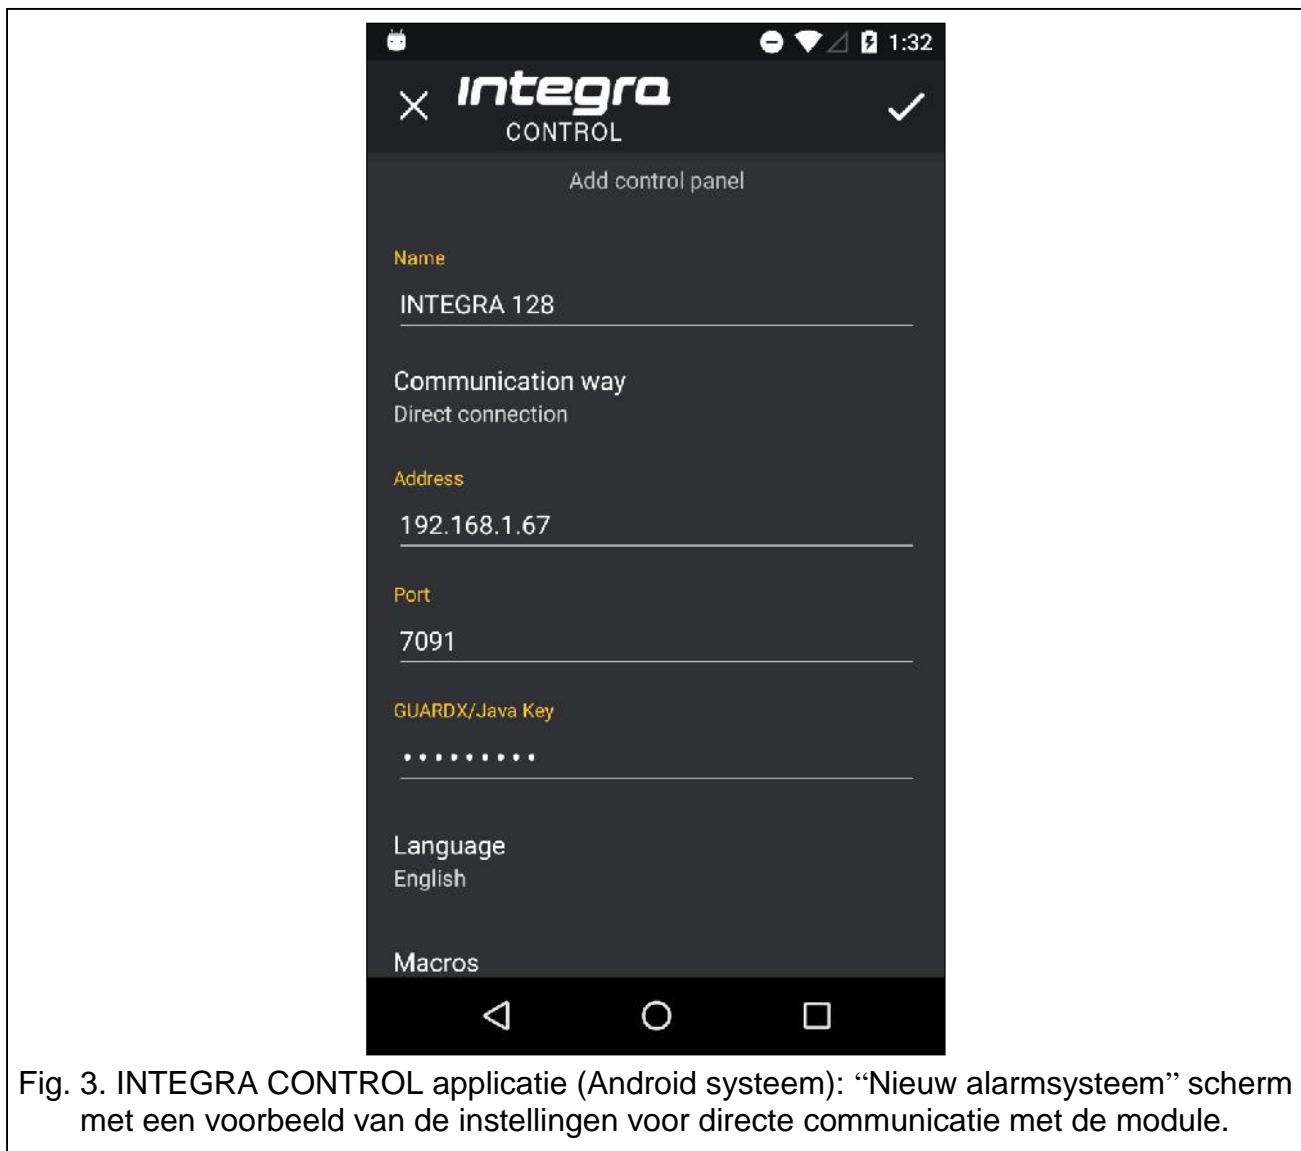 1:32
Integra
CONTROL
Add control panel
Name
INTEGRA 128
Communication way
Direct connection
Address
192.168.1.67
Port
7091
GUARDX/Java Key
•••••••••
Language
English
Macros
Fig. 3. INTEGRA CONTROL applicatie (Android systeem): “Nieuw alarmsysteem” scherm
met een voorbeeld van de instellingen voor directe communicatie met de module.